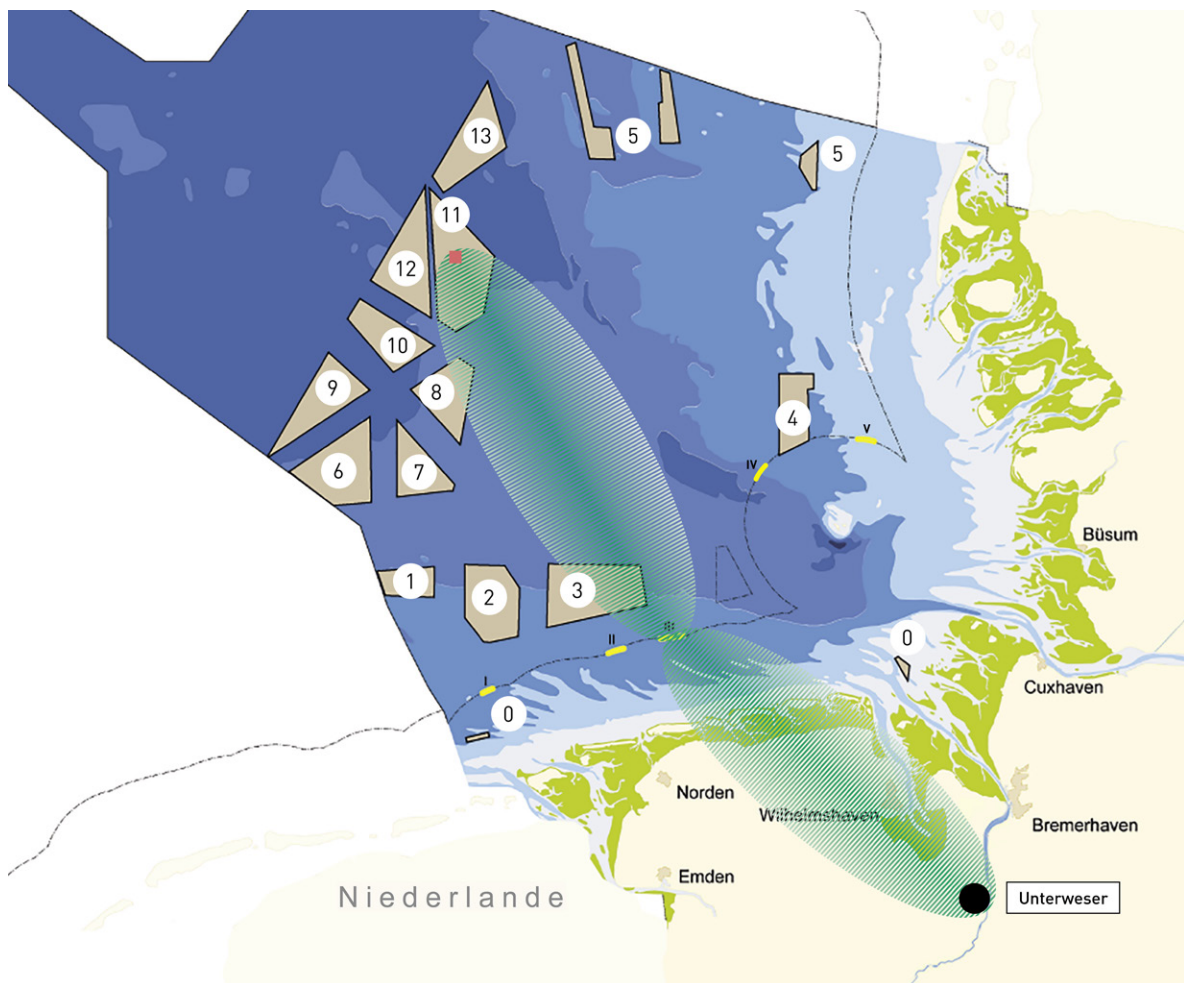 13
5
5
11
12
10
9
8
6
7
4
V
IV
Büsum
1
2
3
III
II
0
Cuxhaven
I
0
Norden
Wilhelmshaven
Bremerhaven
Emden
Niederlande
Unterweser